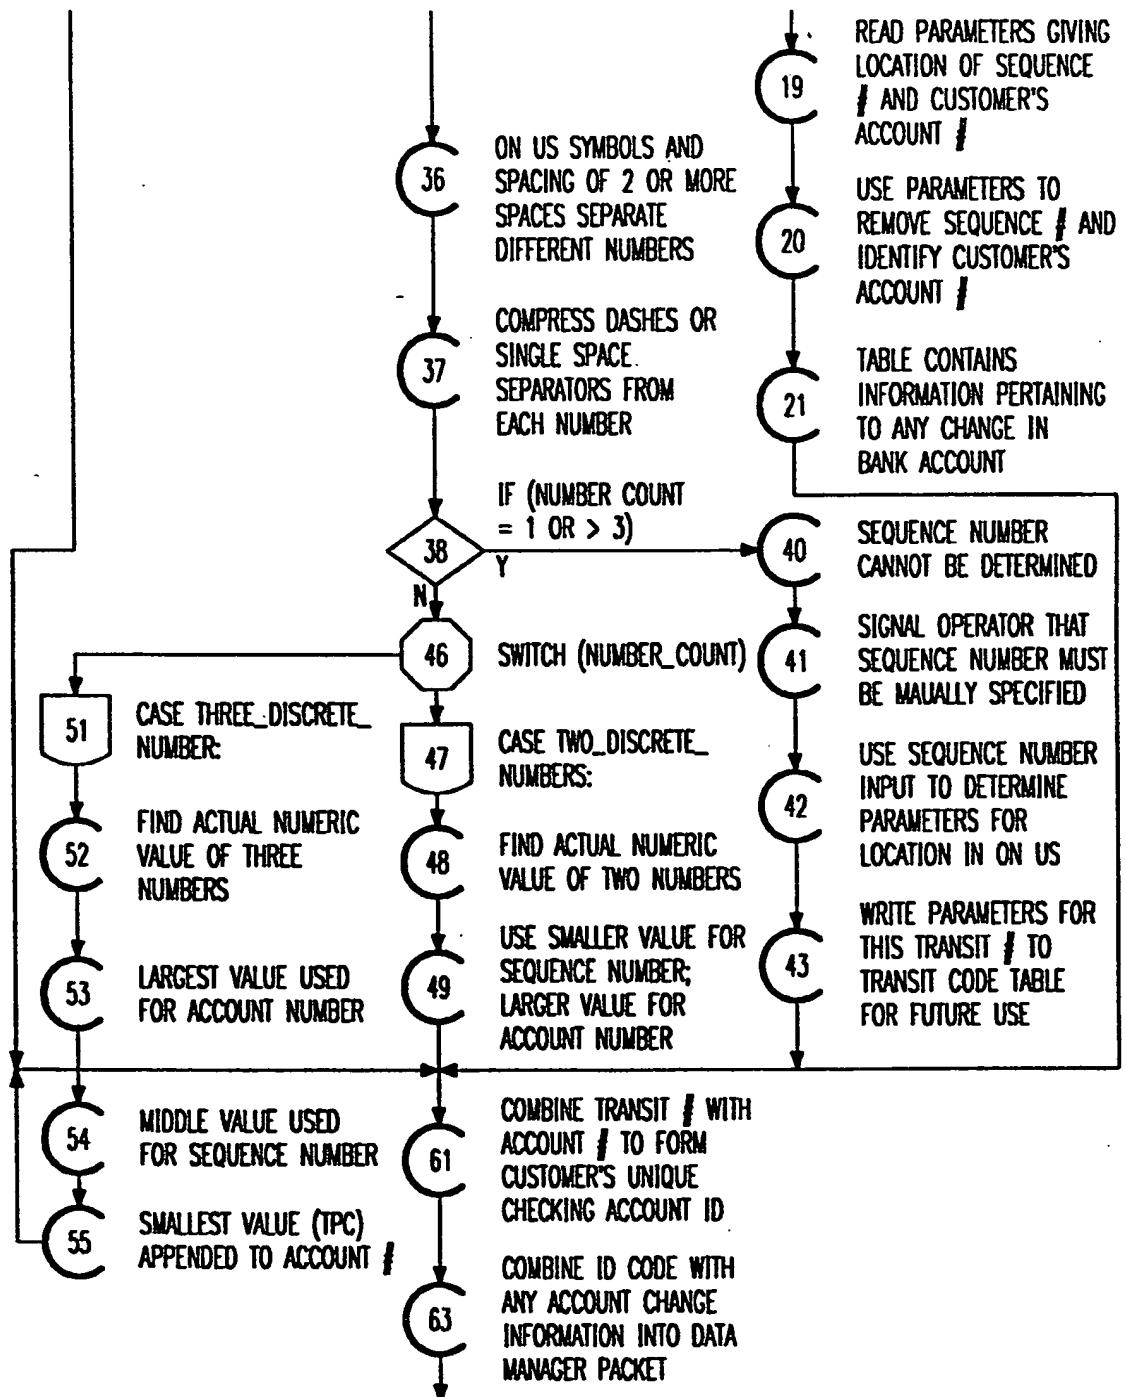 19
READ PARAMETERS GIVING
LOCATION OF SEQUENCE
# AND CUSTOMER'S
ACCOUNT #
36
ON US SYMBOLS AND
SPACING OF 2 OR MORE
SPACES SEPARATE
DIFFERENT NUMBERS
20
USE PARAMETERS TO
REMOVE SEQUENCE # AND
IDENTIFY CUSTOMER'S
ACCOUNT #
37
COMPRESS DASHES OR
SINGLE SPACE
SEPARATORS FROM
EACH NUMBER
21
TABLE CONTAINS
INFORMATION PERTAINING
TO ANY CHANGE IN
BANK ACCOUNT
38
IF (NUMBER COUNT
= 1 OR > 3)
Y
N
40
SEQUENCE NUMBER
CANNOT BE DETERMINED
46
SWITCH (NUMBER_COUNT)
41
SIGNAL OPERATOR THAT
SEQUENCE NUMBER MUST
BE MAUALLY SPECIFIED
51
CASE THREE_DISCRETE_
NUMBER:
47
CASE TWO_DISCRETE_
NUMBERS:
42
USE SEQUENCE NUMBER
INPUT TO DETERMINE
PARAMETERS FOR
LOCATION IN ON US
52
FIND ACTUAL NUMERIC
VALUE OF THREE
NUMBERS
48
FIND ACTUAL NUMERIC
VALUE OF TWO NUMBERS
43
WRITE PARAMETERS FOR
THIS TRANSIT # TO
TRANSIT CODE TABLE
FOR FUTURE USE
53
LARGEST VALUE USED
FOR ACCOUNT NUMBER
49
USE SMALLER VALUE FOR
SEQUENCE NUMBER;
LARGER VALUE FOR
ACCOUNT NUMBER
54
MIDDLE VALUE USED
FOR SEQUENCE NUMBER
61
COMBINE TRANSIT # WITH
ACCOUNT # TO FORM
CUSTOMER'S UNIQUE
CHECKING ACCOUNT ID
55
SMALLEST VALUE (TPC)
APPENDED TO ACCOUNT #
63
COMBINE ID CODE WITH
ANY ACCOUNT CHANGE
INFORMATION INTO DATA
MANAGER PACKET